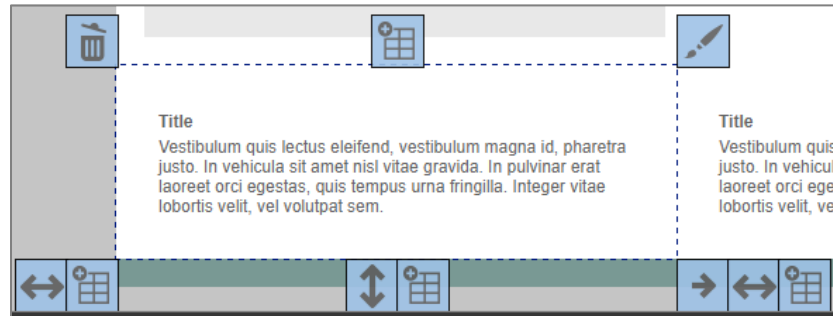 Title
Vestibulum quis lectus eleifend, vestibulum magna id, pharetra
justo. In vehicula sit amet nisl vitae gravida. In pulvinar erat
laoreet orci egestas, quis tempus urna fringilla. Integer vitae
lobortis velit, vel volutpat sem.
Title
Vestibulum quis
justo. In vehicul
laoreet orci ege
lobortis velit, ve